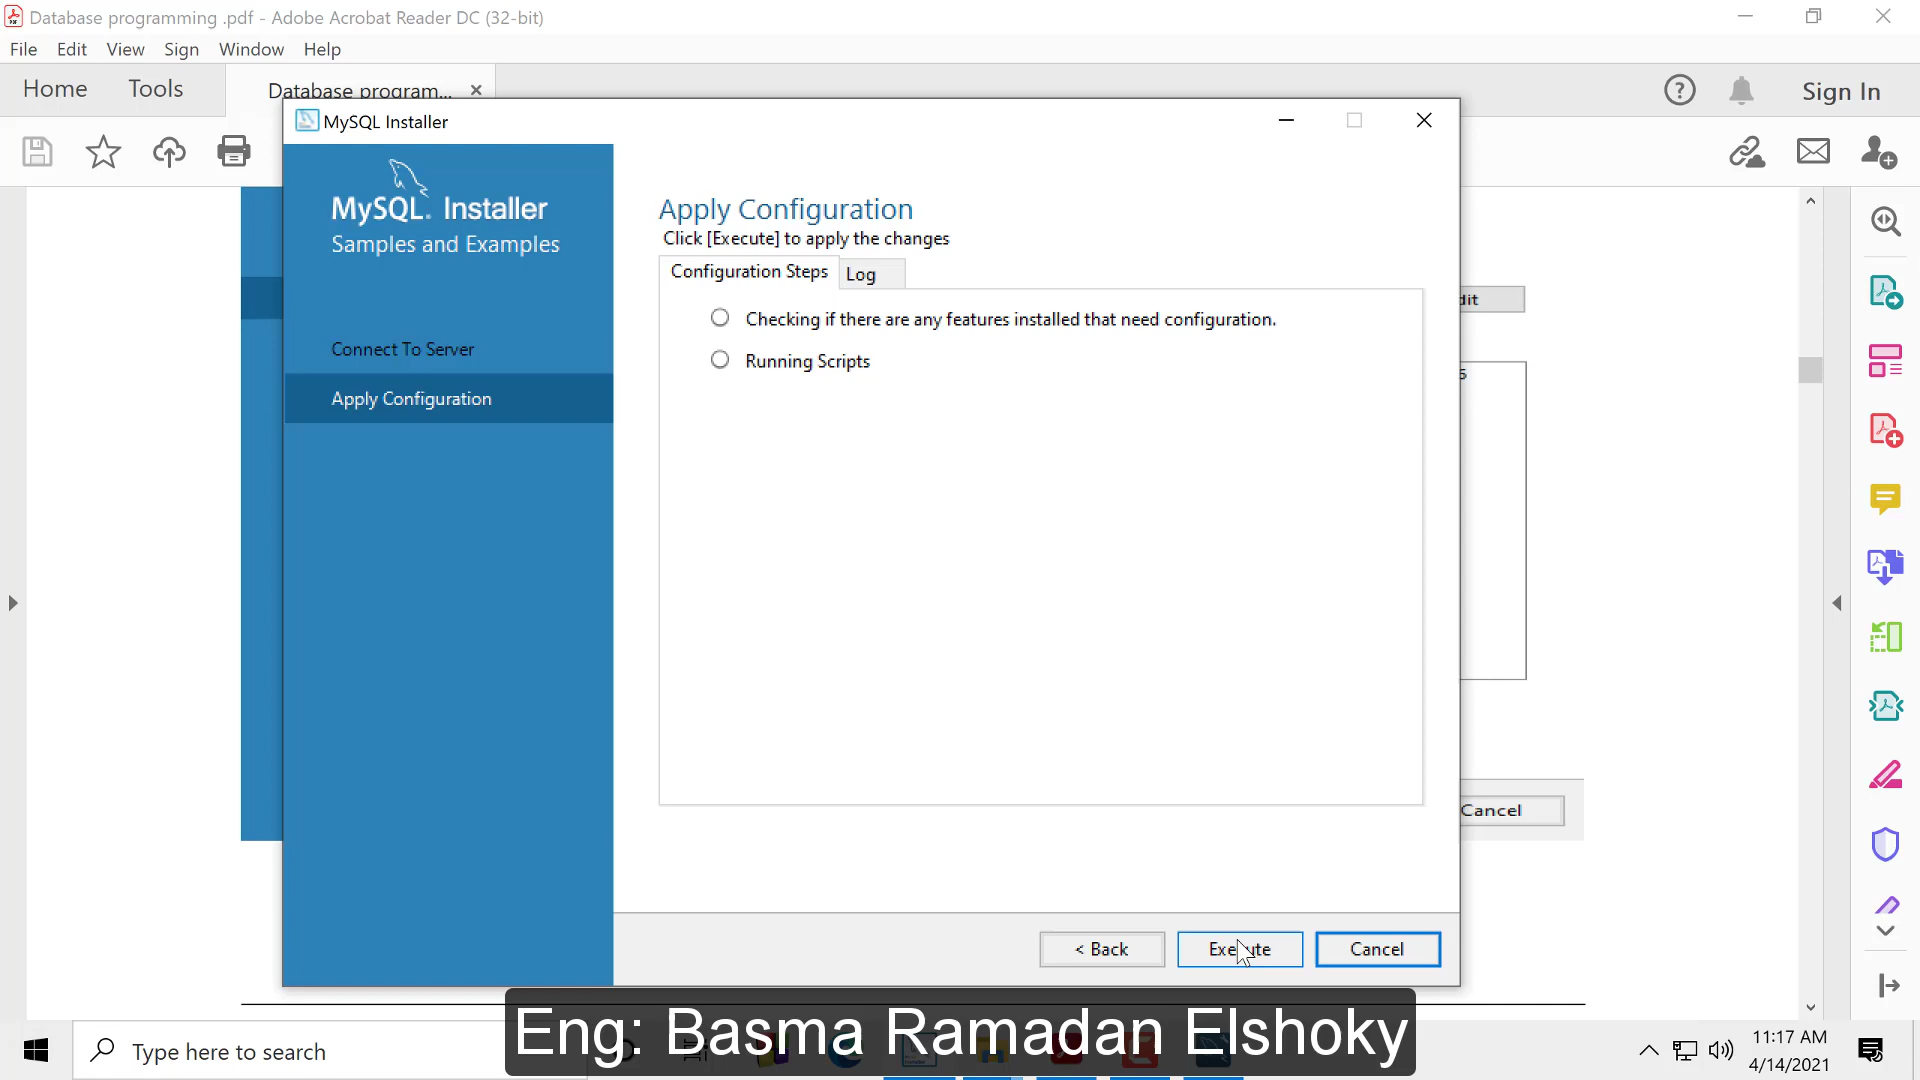 Database programming .pdf - Adobe Acrobat Reader DC (32-bit)
File Edit View Sign Window Help
Home Tools Database program... Sign In
MySQL Installer
MySQL. Installer
Samples and Examples
Connect To Server
Apply Configuration
Apply Configuration
Click [Execute] to apply the changes
Configuration Steps Log
Checking if there are any features installed that need configuration.
Running Scripts
dit
Cancel
< Back Execute Cancel
Eng: Basma Ramadan Elshoky
Type here to search
11:17 AM
4/14/2021